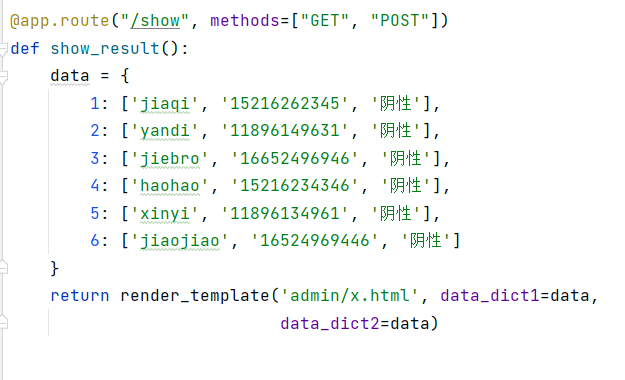 @app.route("/show", methods=["GET", "POST"])
def show_result():
    data = {
        1: ['jiaqi', '15216262345', '阴性'],
        2: ['yandi', '11896149631', '阴性'],
        3: ['jiebro', '16652496946', '阴性'],
        4: ['haohao', '15216234346', '阴性'],
        5: ['xinyi', '11896134961', '阴性'],
        6: ['jiaojiao', '16524969446', '阴性']
    }
    return render_template('admin/x.html', data_dict1=data,
                           data_dict2=data)